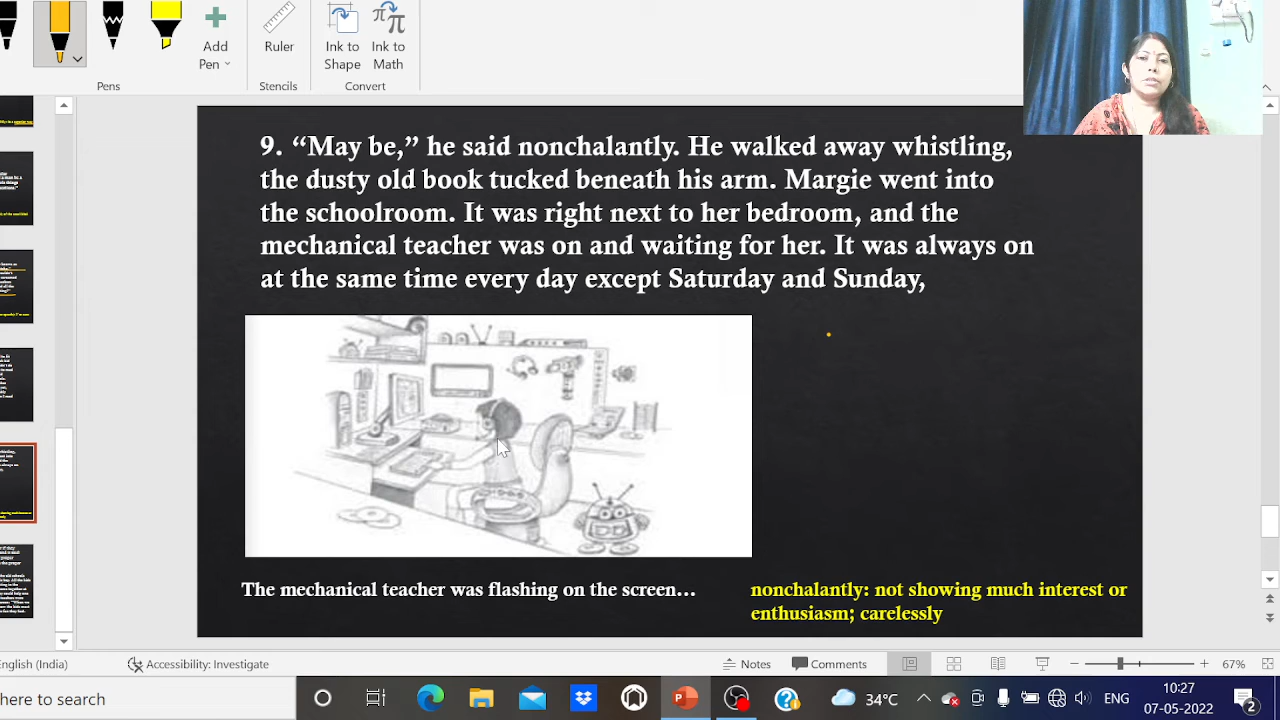 Add
Pen
Ruler
Ink to
Shape
Ink to
Math
Pens
Stencils
Convert
9. “May be,” he said nonchalantly. He walked away whistling,
the dusty old book tucked beneath his arm. Margie went into
the schoolroom. It was right next to her bedroom, and the
mechanical teacher was on and waiting for her. It was always on
at the same time every day except Saturday and Sunday,
The mechanical teacher was flashing on the screen...
nonchalantly: not showing much interest or
enthusiasm; carelessly
English (India)
Accessibility: Investigate
Notes
Comments
67%
here to search
34°C
ENG
10:27
07-05-2022
2